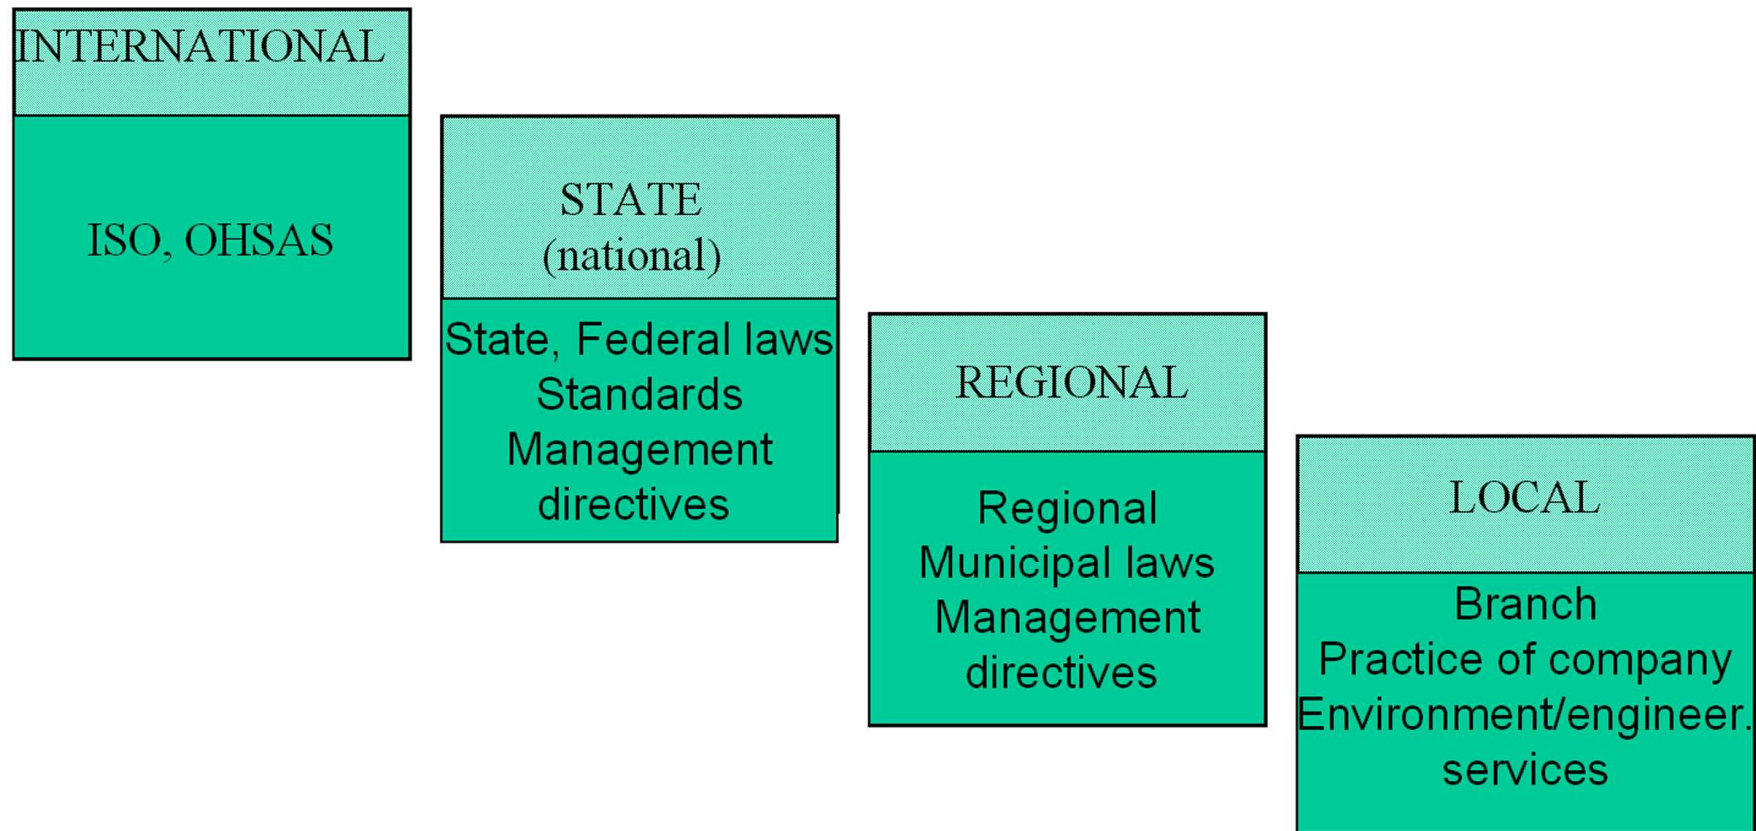 INTERNATIONAL
ISO, OHSAS
STATE
(national)
State, Federal laws
Standards
Management
directives
REGIONAL
Regional
Municipal laws
Management
directives
LOCAL
Branch
Practice of company
Environment/engineer.
services